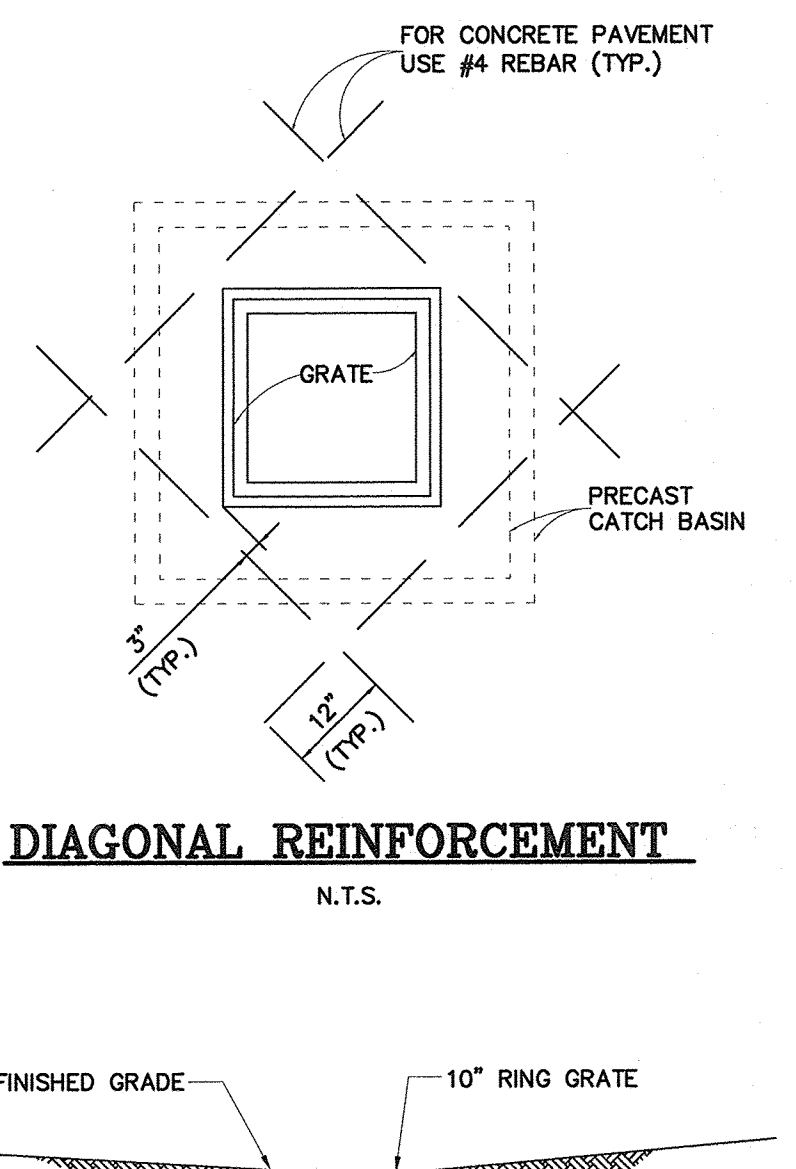 FOR CONCRETE PAVEMENT
USE #4 REBAR (TYP.)
GRATE
PRECAST
CATCH BASIN
3"
(TYP.)
12"
(TYP.)
DIAGONAL REINFORCEMENT
N.T.S.
FINISHED GRADE
10" RING GRATE